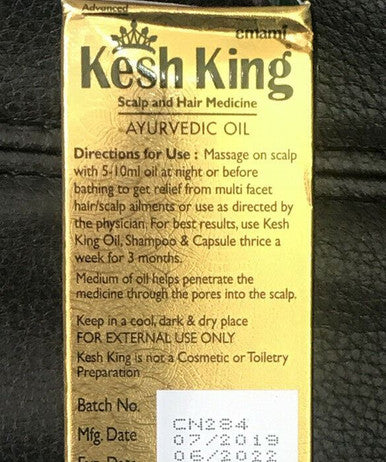 Advanced
emami
Kesh King
Scalp and Hair Medicine
AYURVEDIC OIL
Directions for Use : Massage on scalp
with 5-10ml oil at night or before
bathing to get relief from multi facet
hair/scalp ailments or use as directed by
the physician. For best results, use Kesh
King Oil, Shampoo & Capsule thrice a
week for 3 months.
Medium of oil helps penetrate the
medicine through the pores into the scalp.
Keep in a cool, dark & dry place
FOR EXTERNAL USE ONLY
Kesh King is not a Cosmetic or Toiletry
Preparation
Batch No. CN284
Mfg. Date 07/2019
Exp. Date 06/2022